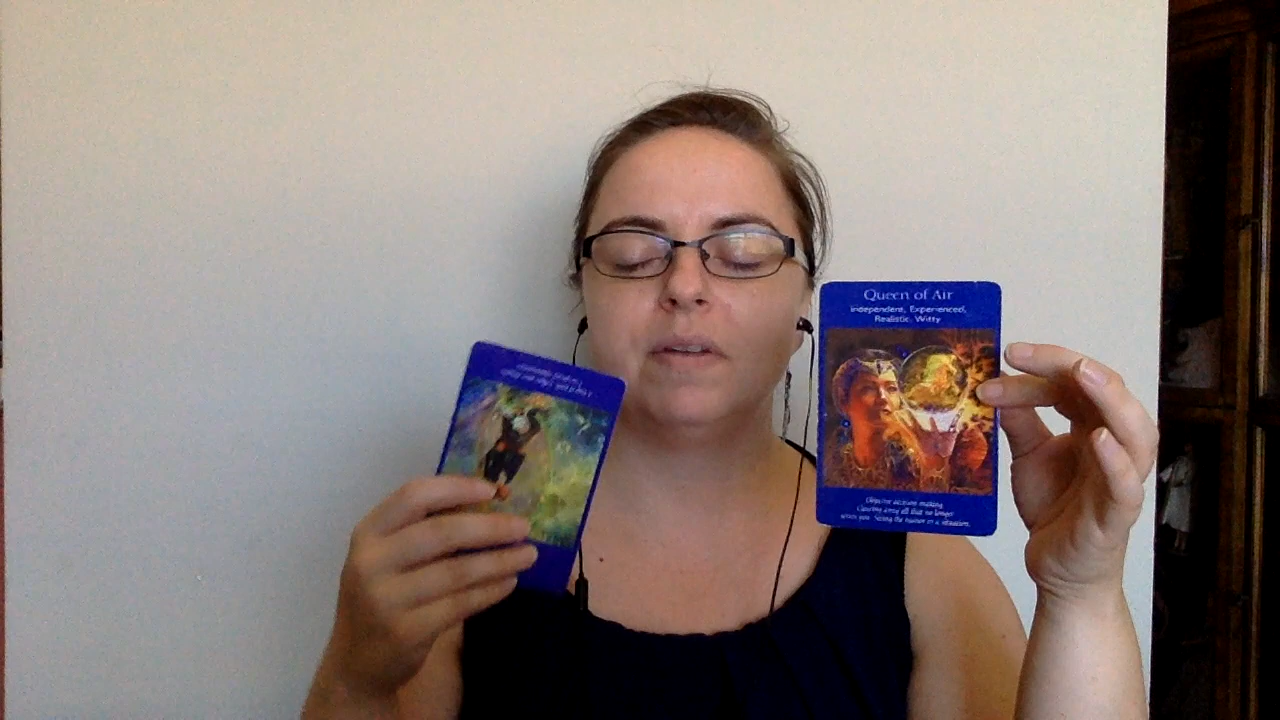 Queen of Air
Independent, Experienced,
Realistic, Witty
Objective decision making.
Clearing away all that no longer
serves you. Seeing the humor in a situation.